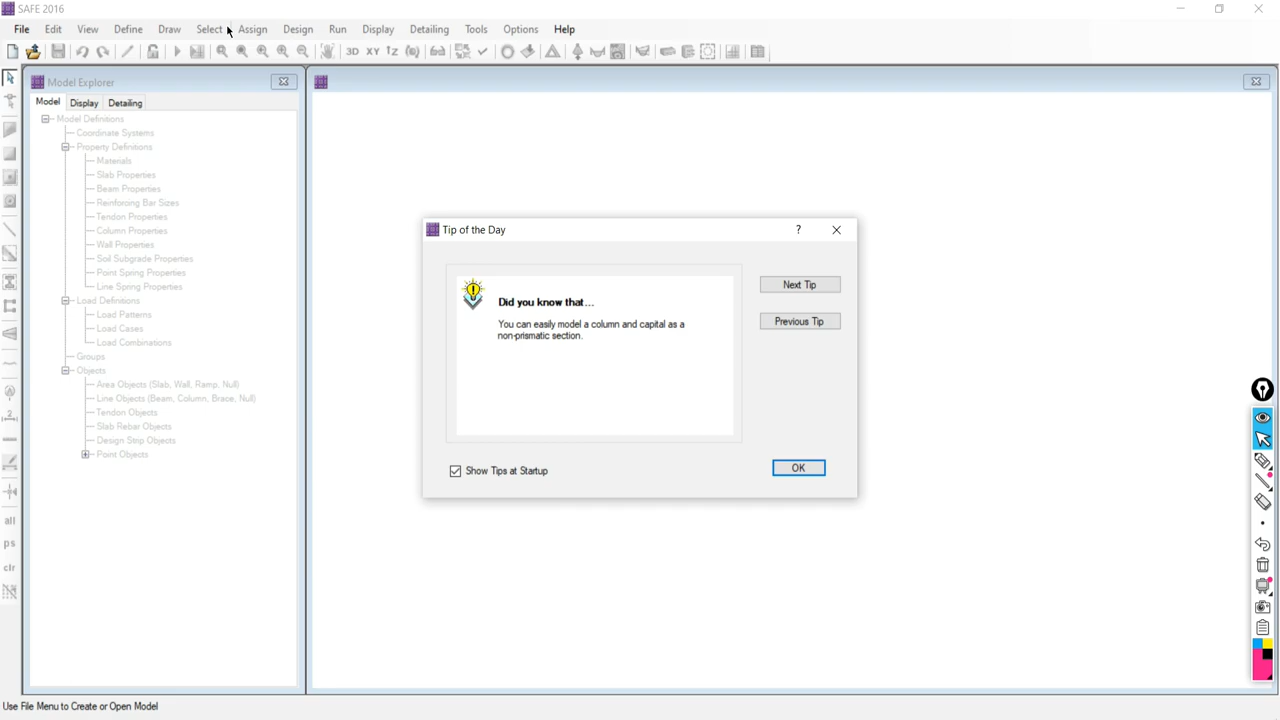 SAFE 2016
File Edit View Define Draw Select Assign Design Run Display Detailing Tools Options Help
3D XY
Model Explorer
Model Display Detailing
Model Definitions
Coordinate Systems
Property Definitions
Materials
Slab Properties
Beam Properties
Reinforcing Bar Sizes
Tendon Properties
Column Properties
Wall Properties
Soil Subgrade Properties
Point Spring Properties
Line Spring Properties
Load Definitions
Load Patterns
Load Cases
Load Combinations
Groups
Objects
Area Objects (Slab, Wall, Ramp, Null)
Line Objects (Beam, Column, Brace, Null)
Tendon Objects
Slab Rebar Objects
Design Strip Objects
Point Objects
all
ps
clr
Tip of the Day
?
Did you know that...
You can easily model a column and capital as a
non-prismatic section.
Next Tip
Previous Tip
Show Tips at Startup
OK
Use File Menu to Create or Open Model